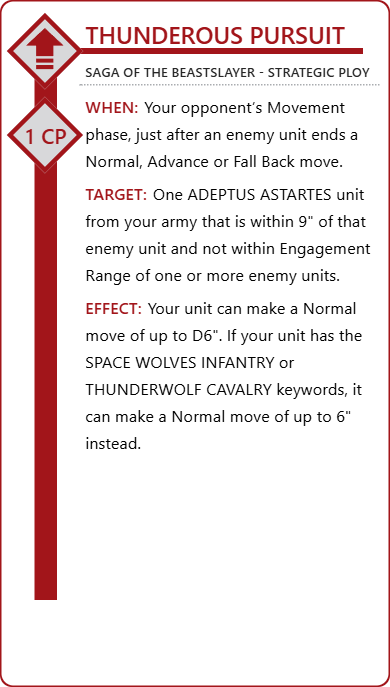 THUNDEROUS PURSUIT
SAGA OF THE BEASTSLAYER - STRATEGIC PLOY
1 CP
WHEN: Your opponent’s Movement
phase, just after an enemy unit ends a
Normal, Advance or Fall Back move.
TARGET: One ADEPTUS ASTARTES unit
from your army that is within 9" of that
enemy unit and not within Engagement
Range of one or more enemy units.
EFFECT: Your unit can make a Normal
move of up to D6". If your unit has the
SPACE WOLVES INFANTRY or
THUNDERWOLF CAVALRY keywords, it
can make a Normal move of up to 6"
instead.